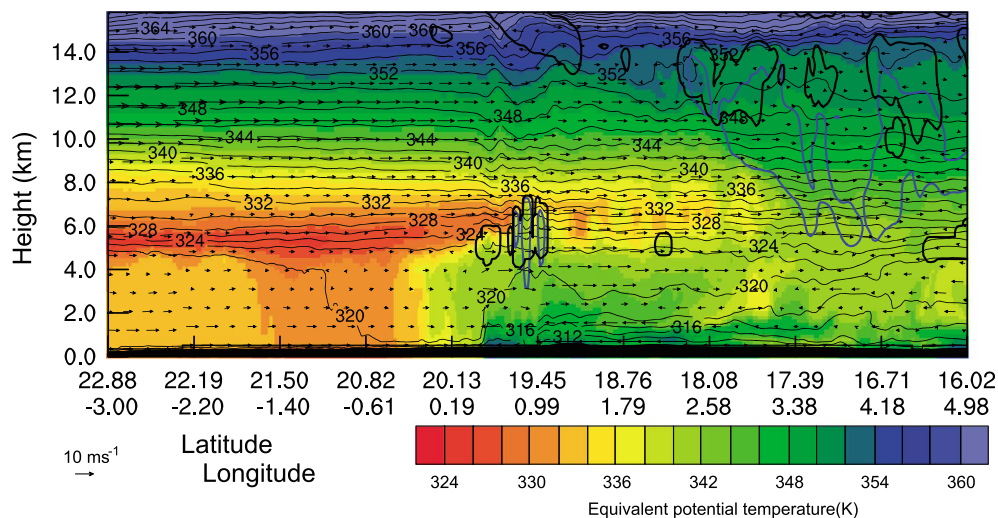 364 360 360 360
14.0 356 356 356 352
352 352
12.0
348 348 348
Height (km) 10.0
344 344 344
340 340 340
8.0 336 336 336
332 332 332
6.0 328 328 328 328
324 324 324 324
4.0
320 320 320
2.0 320 316 316
312
0.0
22.88 22.19 21.50 20.82 20.13 19.45 18.76 18.08 17.39 16.71 16.02
-3.00 -2.20 -1.40 -0.61 0.19 0.99 1.79 2.58 3.38 4.18 4.98
10 ms-1 Latitude
Longitude
324 330 336 342 348 354 360
Equivalent potential temperature(K)